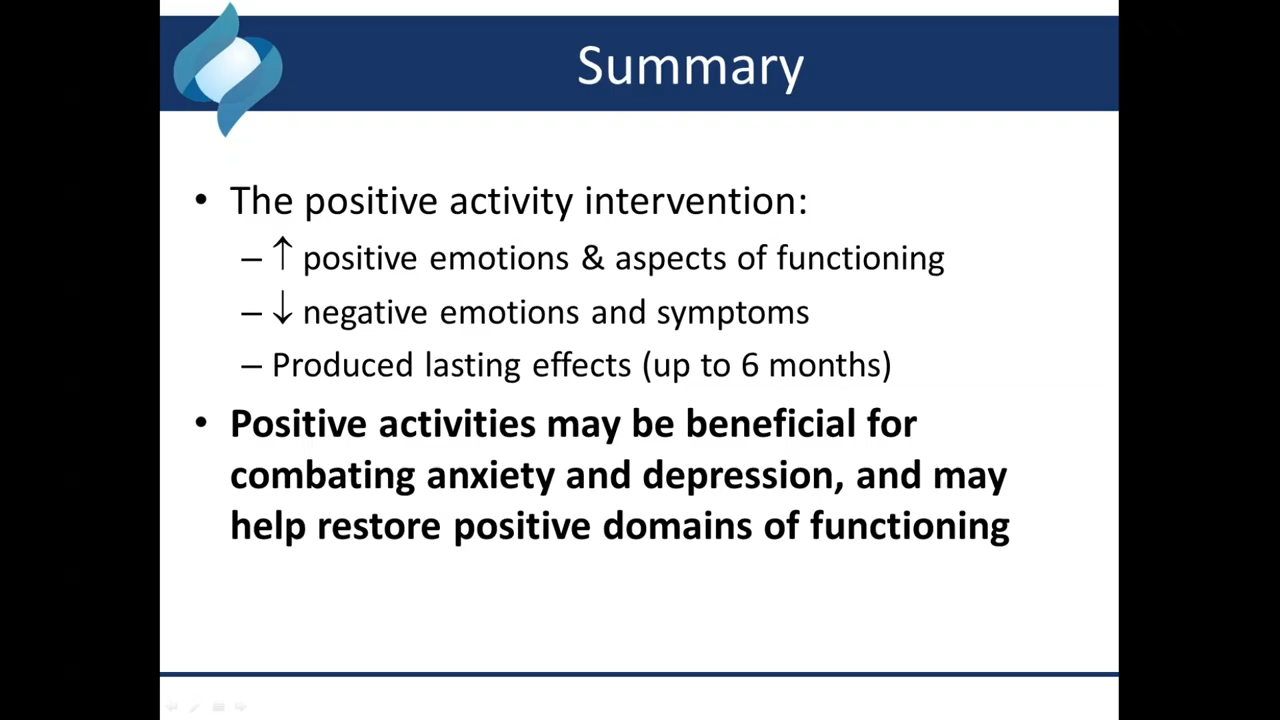 Summary
• The positive activity intervention:
– ↑ positive emotions & aspects of functioning
– ↓ negative emotions and symptoms
– Produced lasting effects (up to 6 months)
• Positive activities may be beneficial for
combating anxiety and depression, and may
help restore positive domains of functioning